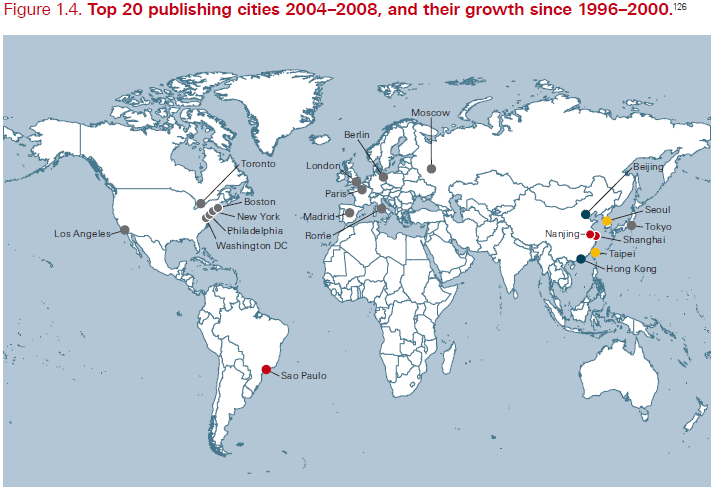 Figure 1.4. Top 20 publishing cities 2004–2008, and their growth since 1996–2000.126
Moscow
Berlin
Toronto
London
Beijing
Paris
Boston
Seoul
New York
Madrid
Tokyo
Los Angeles
Philadelphia
Nanjing
Rome
Shanghai
Washington DC
Taipei
Hong Kong
Sao Paulo